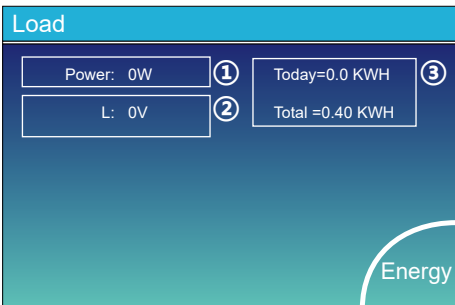 Load
Power: 0W ①
L: 0V ②
Today=0.0 KWH ③
Total =0.40 KWH
Energy